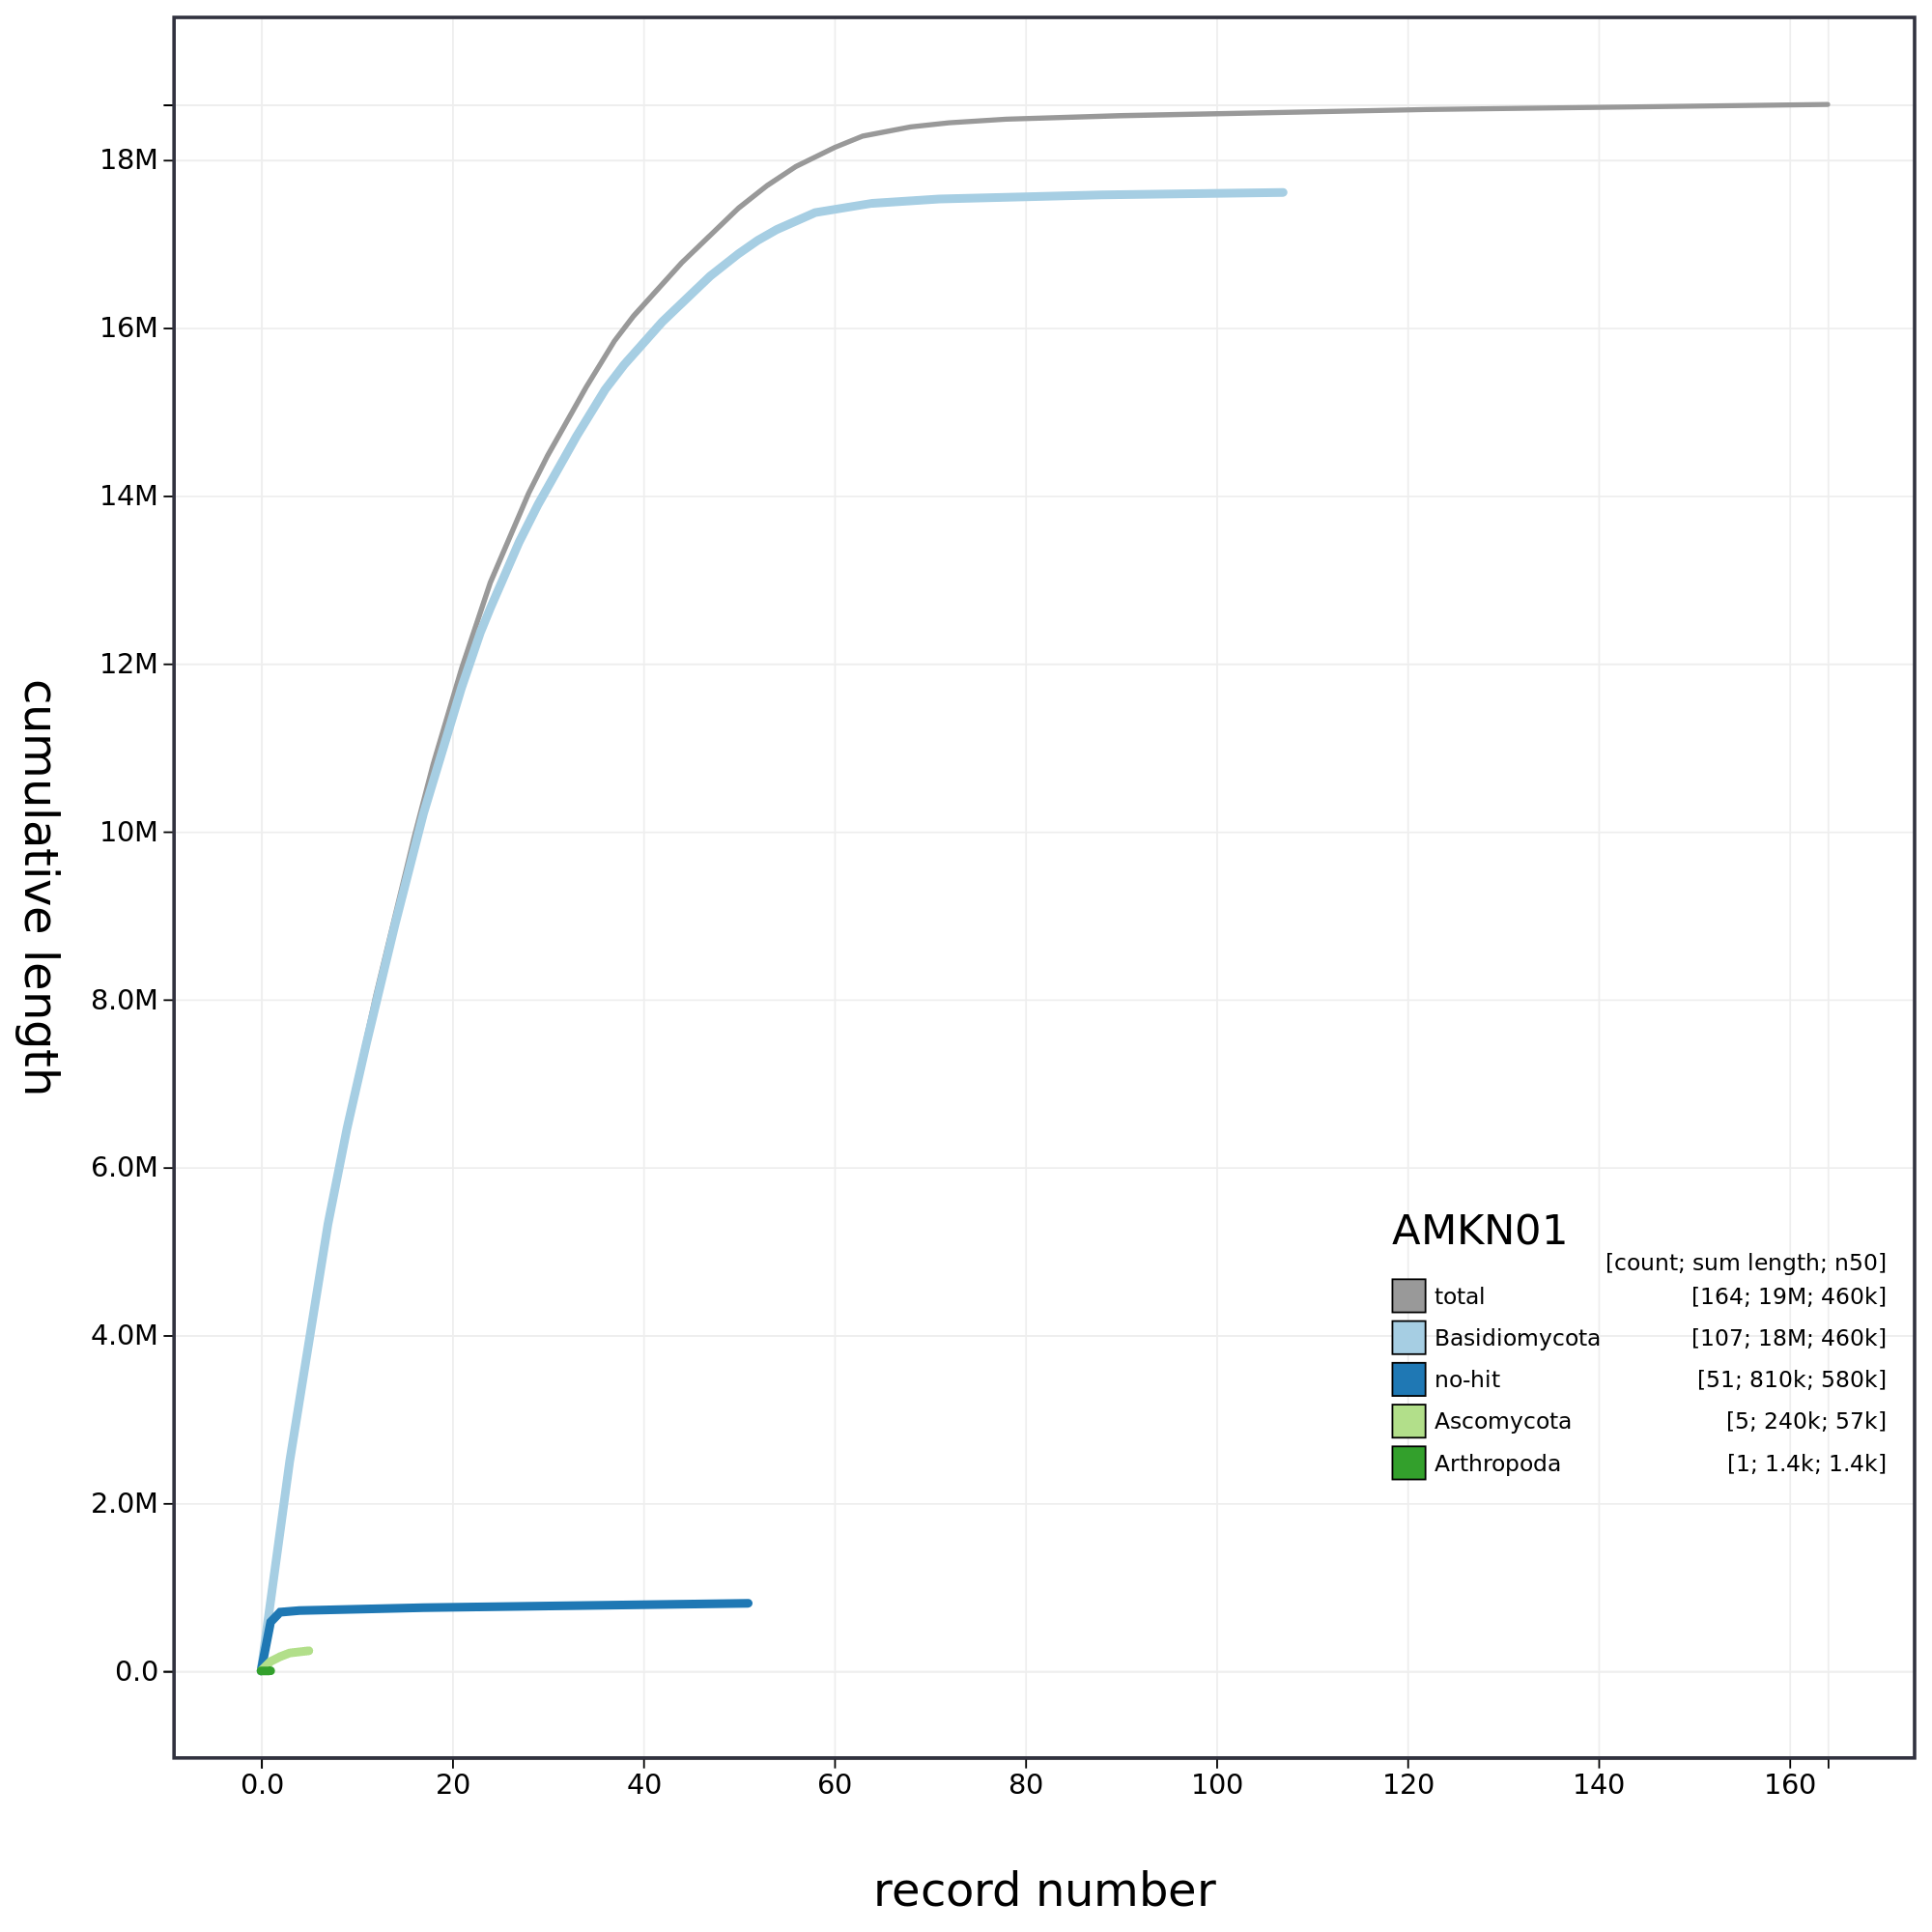 cumulative length
18M
16M
14M
12M
10M
8.0M
6.0M
4.0M
2.0M
0.0
AMKN01
[count; sum length; n50]
total [164; 19M; 460k]
Basidiomycota [107; 18M; 460k]
no-hit [51; 810k; 580k]
Ascomycota [5; 240k; 57k]
Arthropoda [1; 1.4k; 1.4k]
0.0 20 40 60 80 100 120 140 160
record number